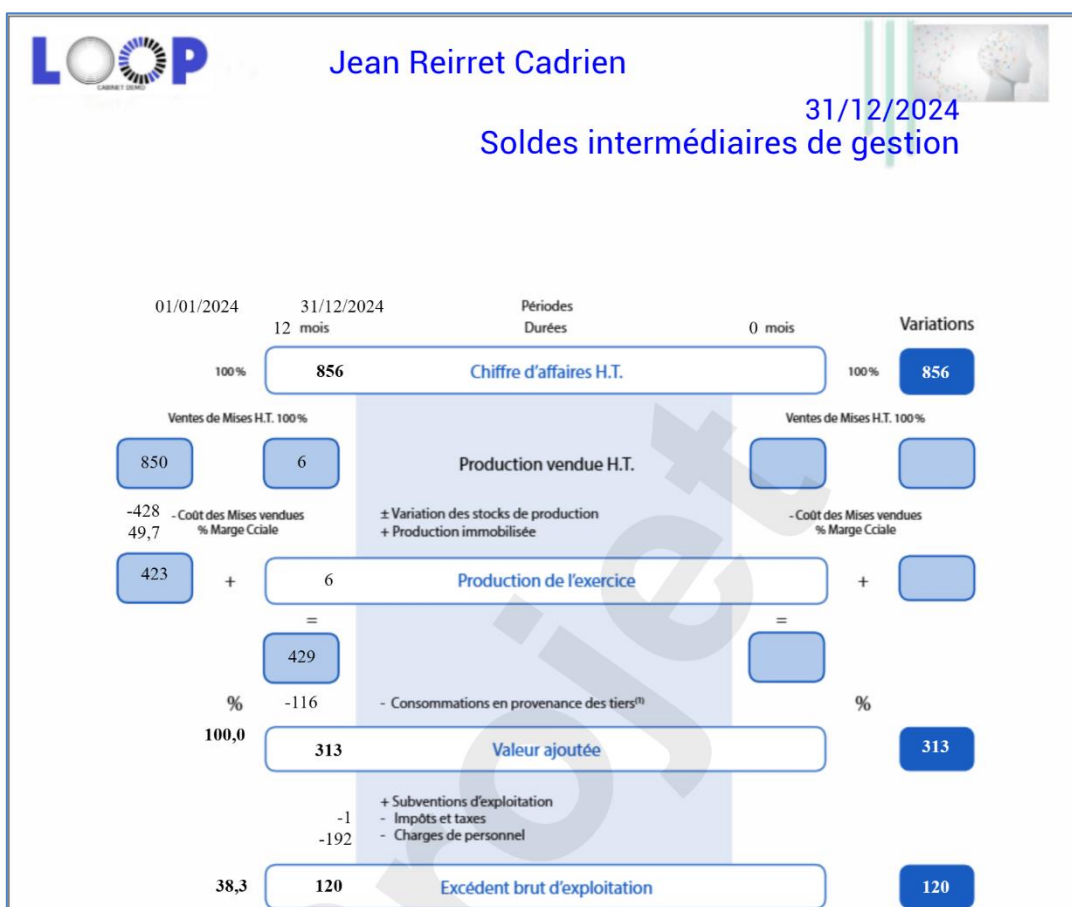 LOOP
CABINET DEMO
Jean Reirret Cadrien
31/12/2024
Soldes intermédiaires de gestion
01/01/2024 31/12/2024 Périodes
12 mois Durées 0 mois Variations
100% 856 Chiffre d'affaires H.T. 100% 856
Ventes de Mises H.T. 100% Ventes de Mises H.T. 100%
850 6 Production vendue H.T.
-428 - Coût des Mises vendues ± Variation des stocks de production - Coût des Mises vendues
49,7 % Marge Cciale + Production immobilisée % Marge Cciale
423 + 6 Production de l'exercice +
= =
429
% -116 - Consommations en provenance des tiers(1) %
100,0 313 Valeur ajoutée 313
+ Subventions d'exploitation
-1 - Impôts et taxes
-192 - Charges de personnel
38,3 120 Excédent brut d'exploitation 120
rojet